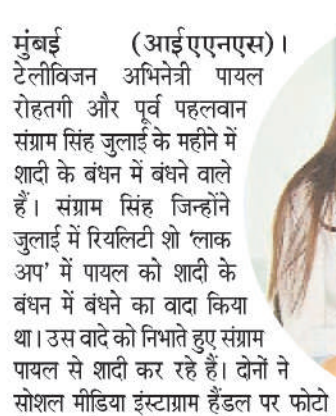 मुंबई (आईएएनएस)।
टेलीविजन अभिनेत्री पायल
रोहतगी और पूर्व पहलवान
संग्राम सिंह जुलाई के महीने में
शादी के बंधन में बंधने वाले
हैं। संग्राम सिंह जिन्होंने
जुलाई में रियलिटी शो ‘लाक
अप’ में पायल को शादी के
बंधन में बंधने का वादा किया
था। उस वादे को निभाते हुए संग्राम
पायल से शादी कर रहे हैं। दोनों ने
सोशल मीडिया इंस्टाग्राम हैंडल पर फोटो